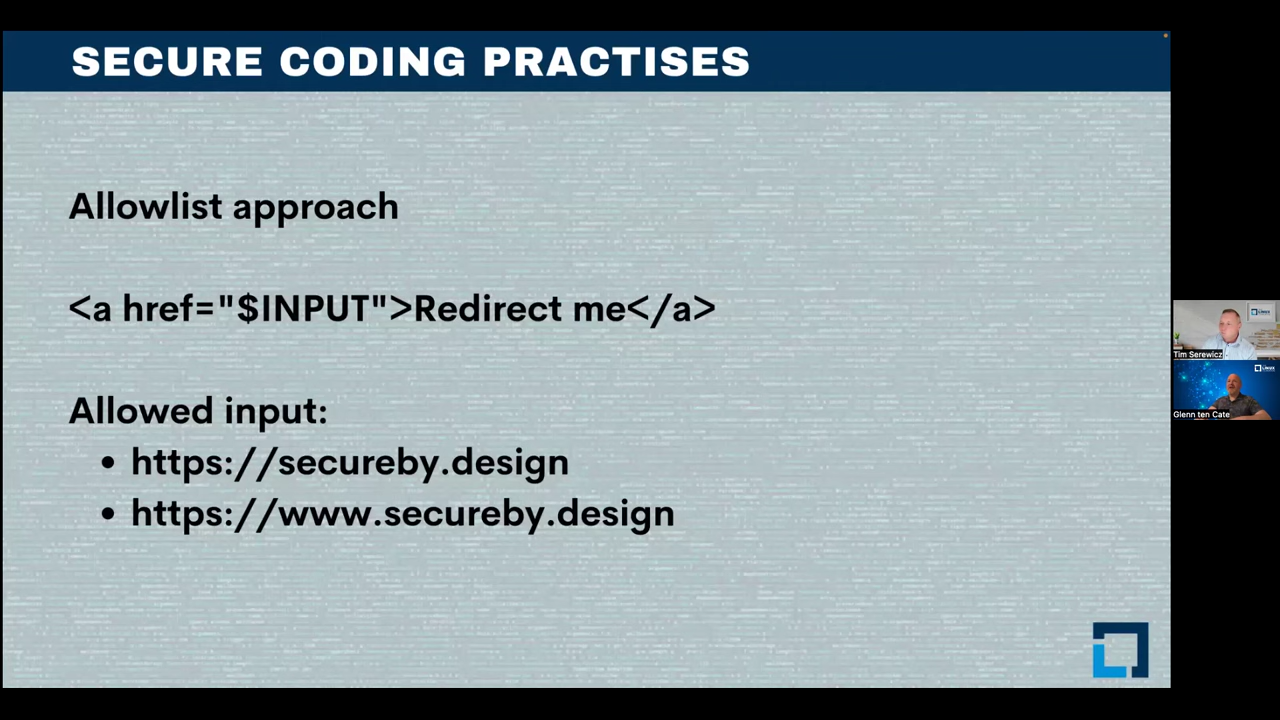 SECURE CODING PRACTISES
Allowlist approach
<a href="$INPUT">Redirect me</a>
Allowed input:
• https://secureby.design
• https://www.secureby.design
Tim Serewicz
Glenn ten Cate